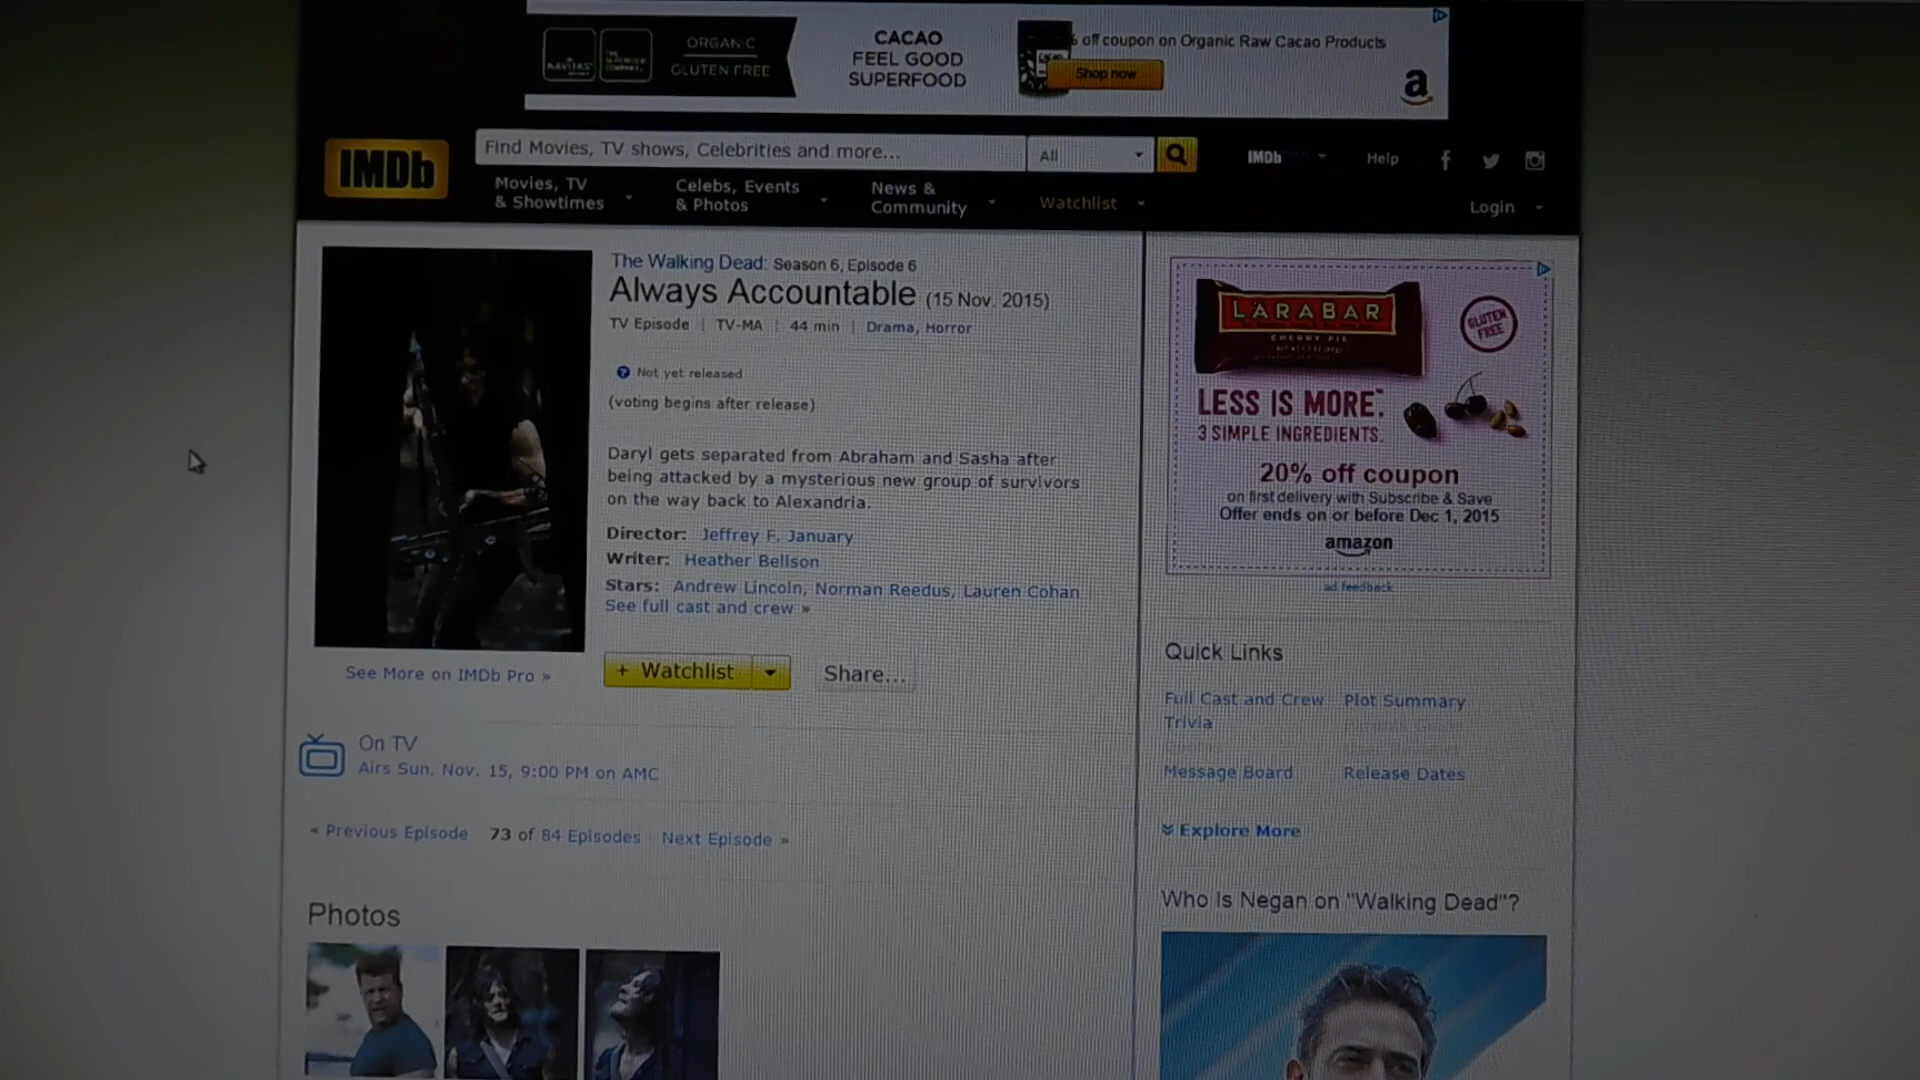 NAVITAS
ORGANIC
GLUTEN FREE
CACAO
FEEL GOOD
SUPERFOOD
off coupon on Organic Raw Cacao Products
Shop now
a
IMDb
Find Movies, TV shows, Celebrities and more...
All
IMDb
Help
Movies, TV
& Showtimes
Celebs, Events
& Photos
News &
Community
Watchlist
Login
The Walking Dead: Season 6, Episode 6
Always Accountable (15 Nov. 2015)
TV Episode | TV-MA | 44 min | Drama, Horror
? Not yet released
(voting begins after release)
Daryl gets separated from Abraham and Sasha after
being attacked by a mysterious new group of survivors
on the way back to Alexandria.
Director: Jeffrey F. January
Writer: Heather Bellson
Stars: Andrew Lincoln, Norman Reedus, Lauren Cohan
See full cast and crew »
See More on IMDb Pro »
+ Watchlist
Share...
On TV
Airs Sun. Nov. 15, 9:00 PM on AMC
« Previous Episode 73 of 84 Episodes Next Episode »
Photos
LÄRABAR
CHERRY PIE
GLUTEN
FREE
LESS IS MORE.™
3 SIMPLE INGREDIENTS.
20% off coupon
on first delivery with Subscribe & Save
Offer ends on or before Dec 1, 2015
amazon
ad feedback
Quick Links
Full Cast and Crew
Plot Summary
Trivia
Message Board
Release Dates
Explore More
Who Is Negan on "Walking Dead"?